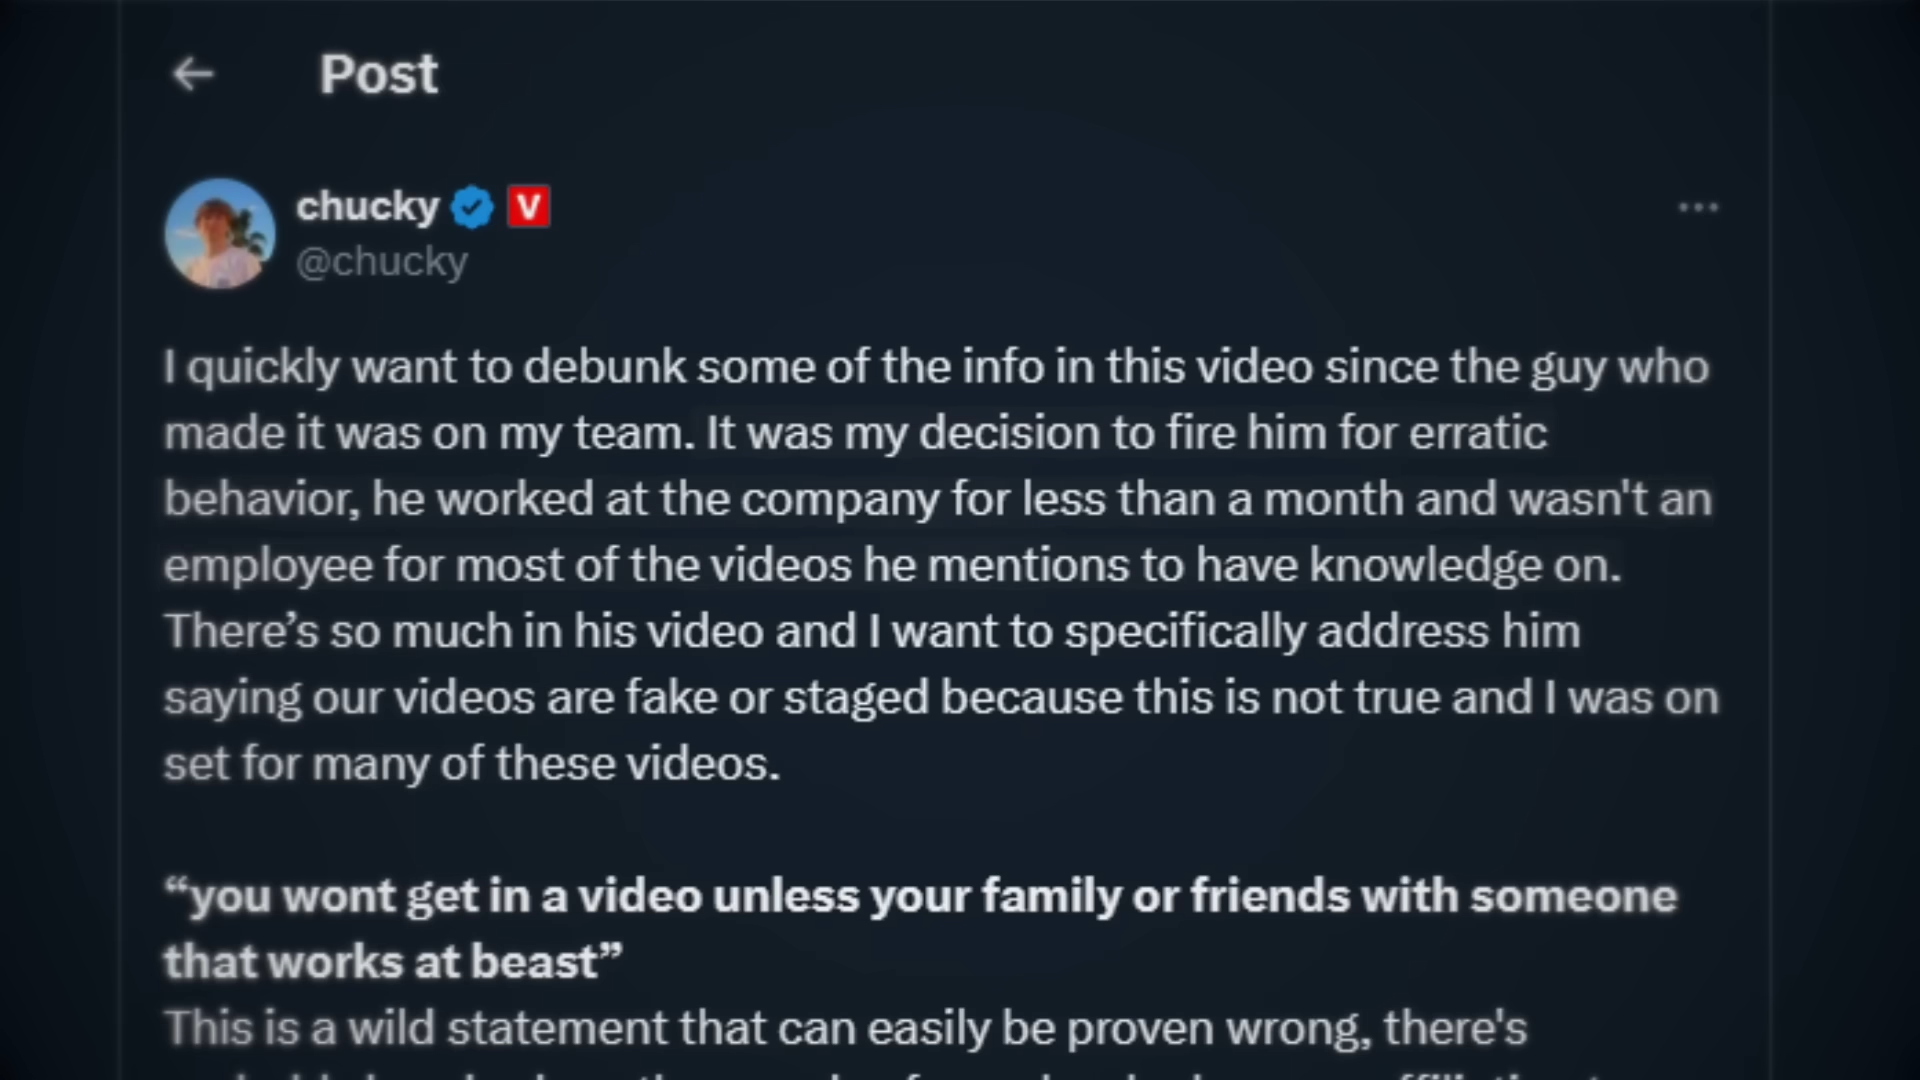 Post
chucky V
@chucky
I quickly want to debunk some of the info in this video since the guy who
made it was on my team. It was my decision to fire him for erratic
behavior, he worked at the company for less than a month and wasn't an
employee for most of the videos he mentions to have knowledge on.
There’s so much in his video and I want to specifically address him
saying our videos are fake or staged because this is not true and I was on
set for many of these videos.
“you wont get in a video unless your family or friends with someone
that works at beast”
This is a wild statement that can easily be proven wrong, there's